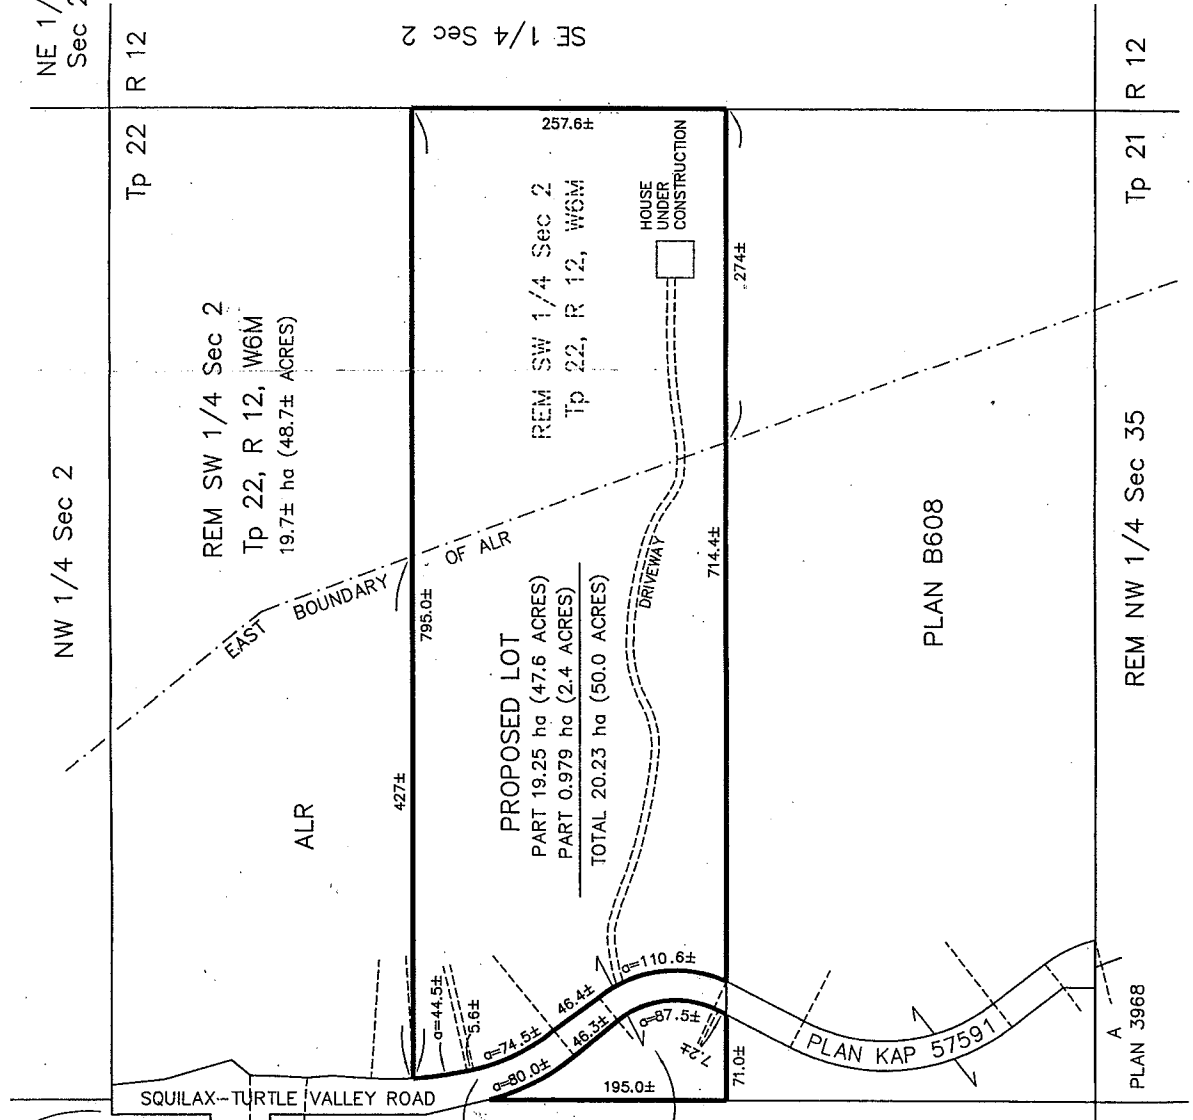 NE 1/
Sec 2
R 12
SE 1/4 Sec 2
R 12
Tp 22
Tp 21
257.6±
REM SW 1/4 Sec 2
Tp 22, R 12, W6M
19.7± ha (48.7± ACRES)
REM SW 1/4 Sec 2
Tp 22, R 12, W6M
HOUSE
UNDER
CONSTRUCTION
274±
NW 1/4 Sec 2
EAST BOUNDARY OF ALR
795.0±
427±
714.4±
DRIVEWAY
PROPOSED LOT
PART 19.25 ha (47.6 ACRES)
PART 0.979 ha (2.4 ACRES)
TOTAL 20.23 ha (50.0 ACRES)
PLAN B608
REM NW 1/4 Sec 35
ALR
a=44.5±
5.6±
a=74.5±
46.4±
a=110.6±
a=80.0±
46.3±
a=87.5±
7.2±
71.0±
195.0±
SQUILAX-TURTLE VALLEY ROAD
PLAN KAP 57591
A
PLAN 3968